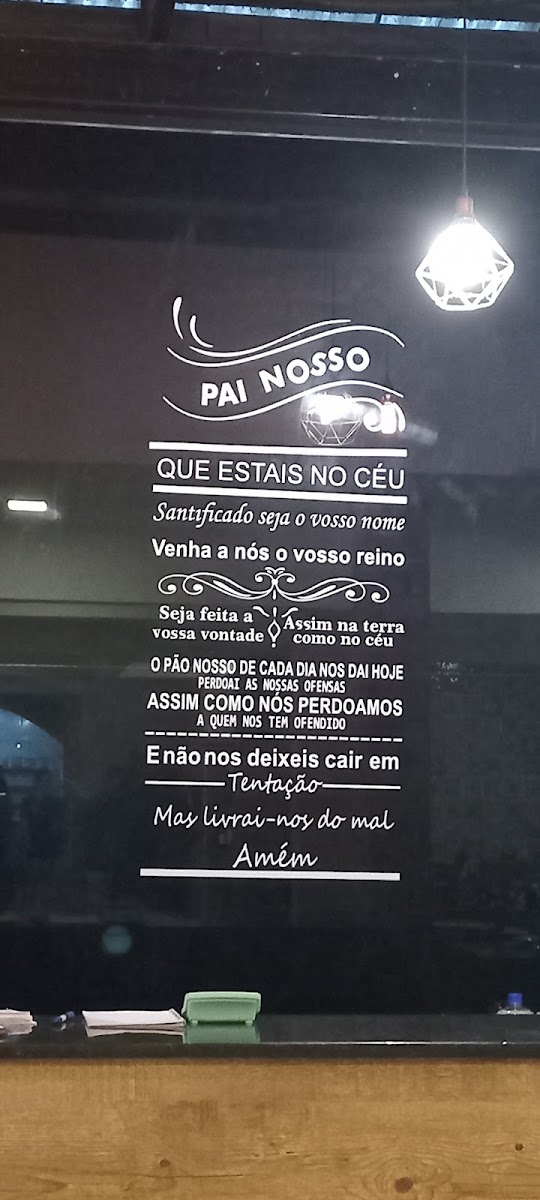 PAI NOSSO
QUE ESTAIS NO CÉU
Santificado seja o vosso nome
Venha a nós o vosso reino
Seja feita a
vossa vontade
Assim na terra
como no céu
O PÃO NOSSO DE CADA DIA NOS DAI HOJE
PERDOAI AS NOSSAS OFENSAS
ASSIM COMO NÓS PERDOAMOS
A QUEM NOS TEM OFENDIDO
E não nos deixeis cair em
Tentação
Mas livrai-nos do mal
Amém